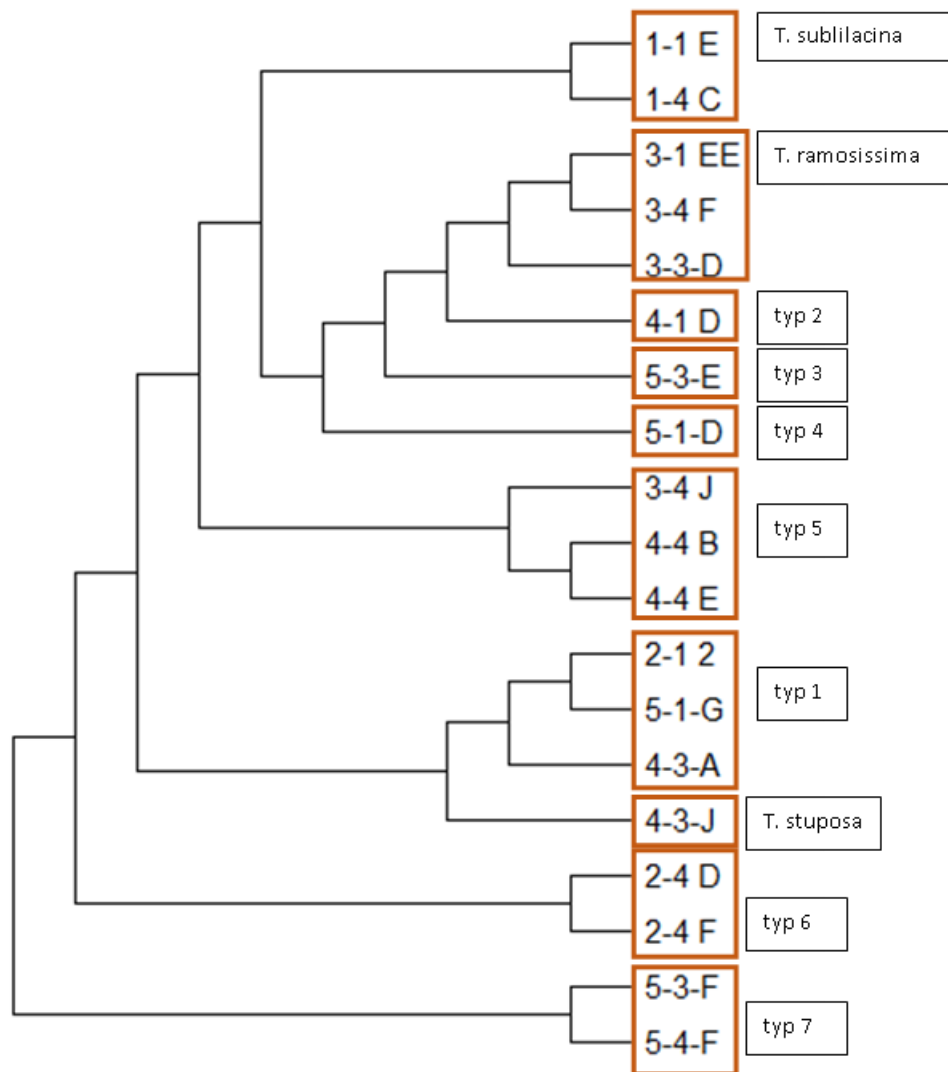 1-1 E
T. sublilacina
1-4 C
3-1 EE
T. ramosissima
3-4 F
3-3-D
4-1 D
typ 2
5-3-E
typ 3
5-1-D
typ 4
3-4 J
4-4 B
typ 5
4-4 E
2-1 2
5-1-G
typ 1
4-3-A
4-3-J
T. stuposa
2-4 D
2-4 F
typ 6
5-3-F
5-4-F
typ 7